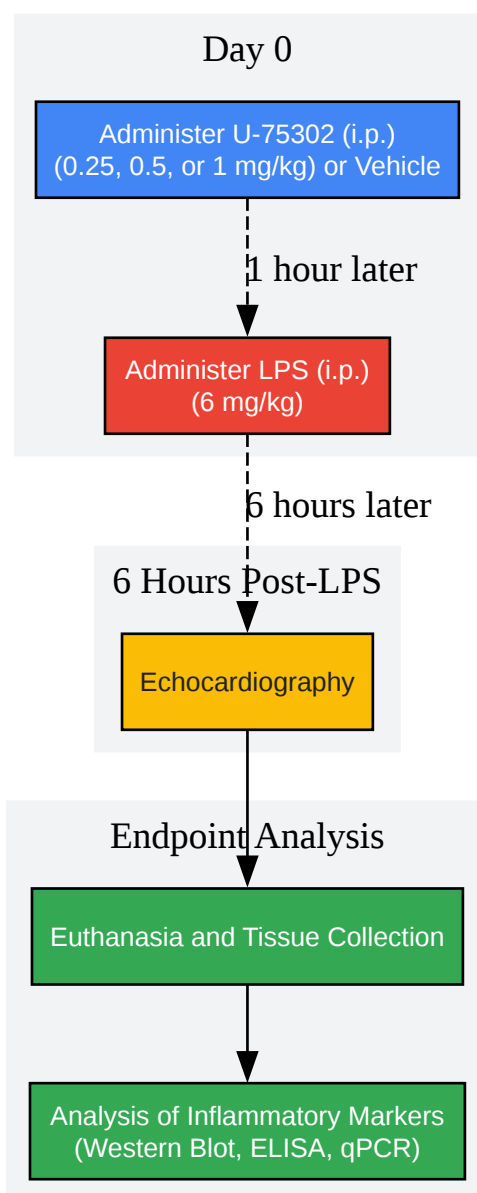 Day 0
Administer U-75302 (i.p.)
(0.25, 0.5, or 1 mg/kg) or Vehicle
1 hour later
Administer LPS (i.p.)
(6 mg/kg)
6 hours later
6 Hours Post-LPS
Echocardiography
Endpoint Analysis
Euthanasia and Tissue Collection
Analysis of Inflammatory Markers
(Western Blot, ELISA, qPCR)